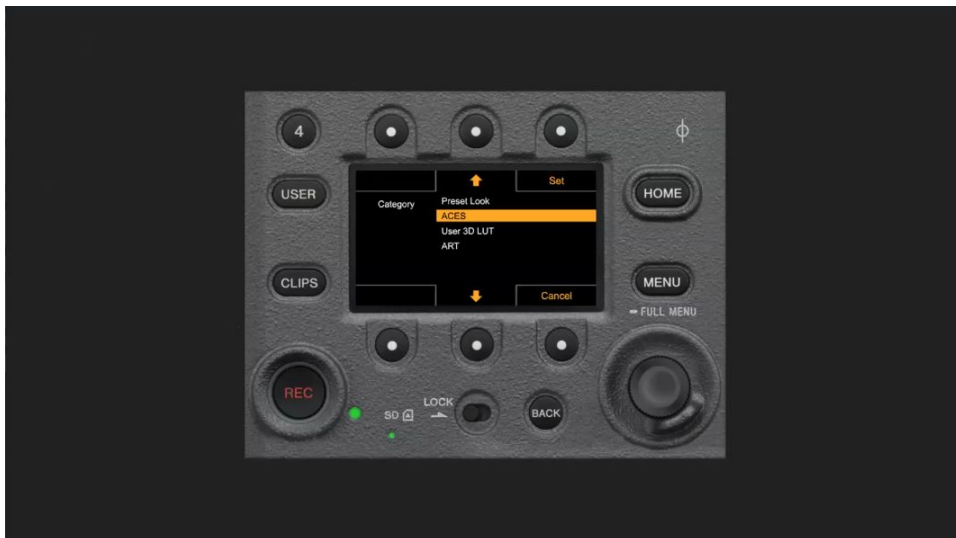 4
USER
Set
HOME
Category
Preset Look
ACES
User 3D LUT
ART
CLIPS
Cancel
MENU
FULL MENU
REC
SD
LOCK
BACK